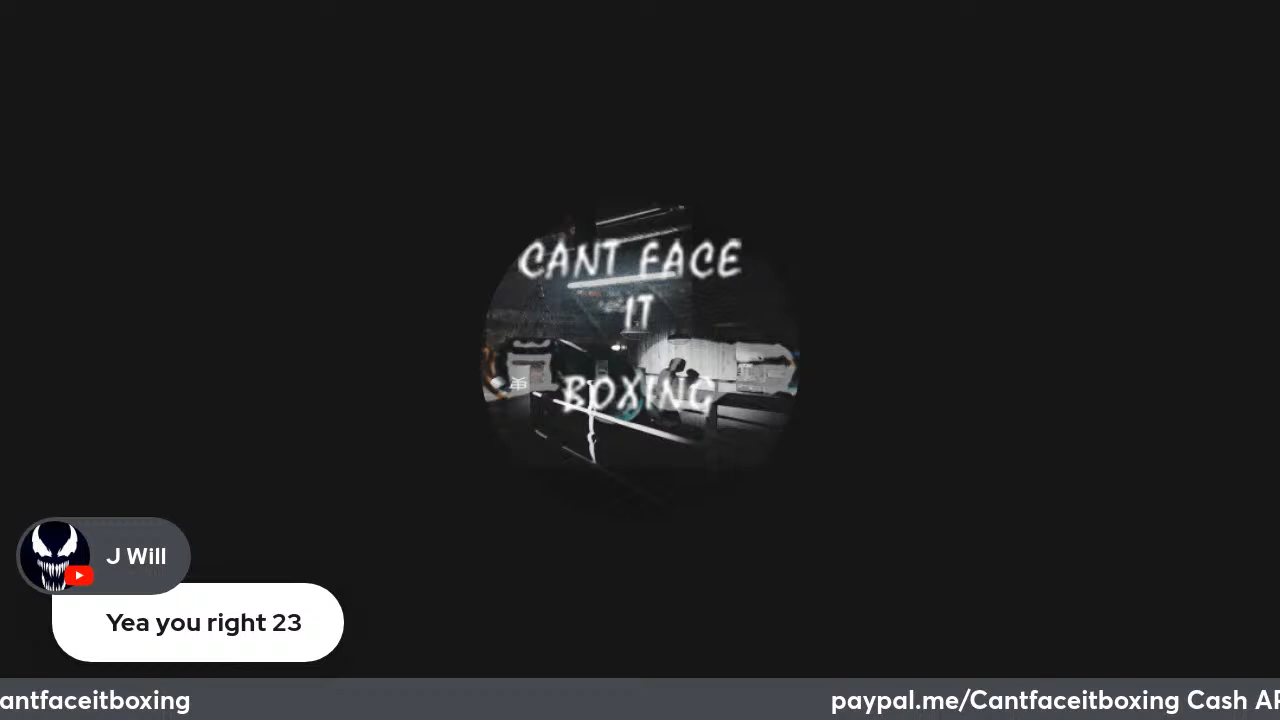 CANT FACE
IT
BOXING
J Will
Yea you right 23
antfaceitboxing
paypal.me/Cantfaceitboxing Cash AP